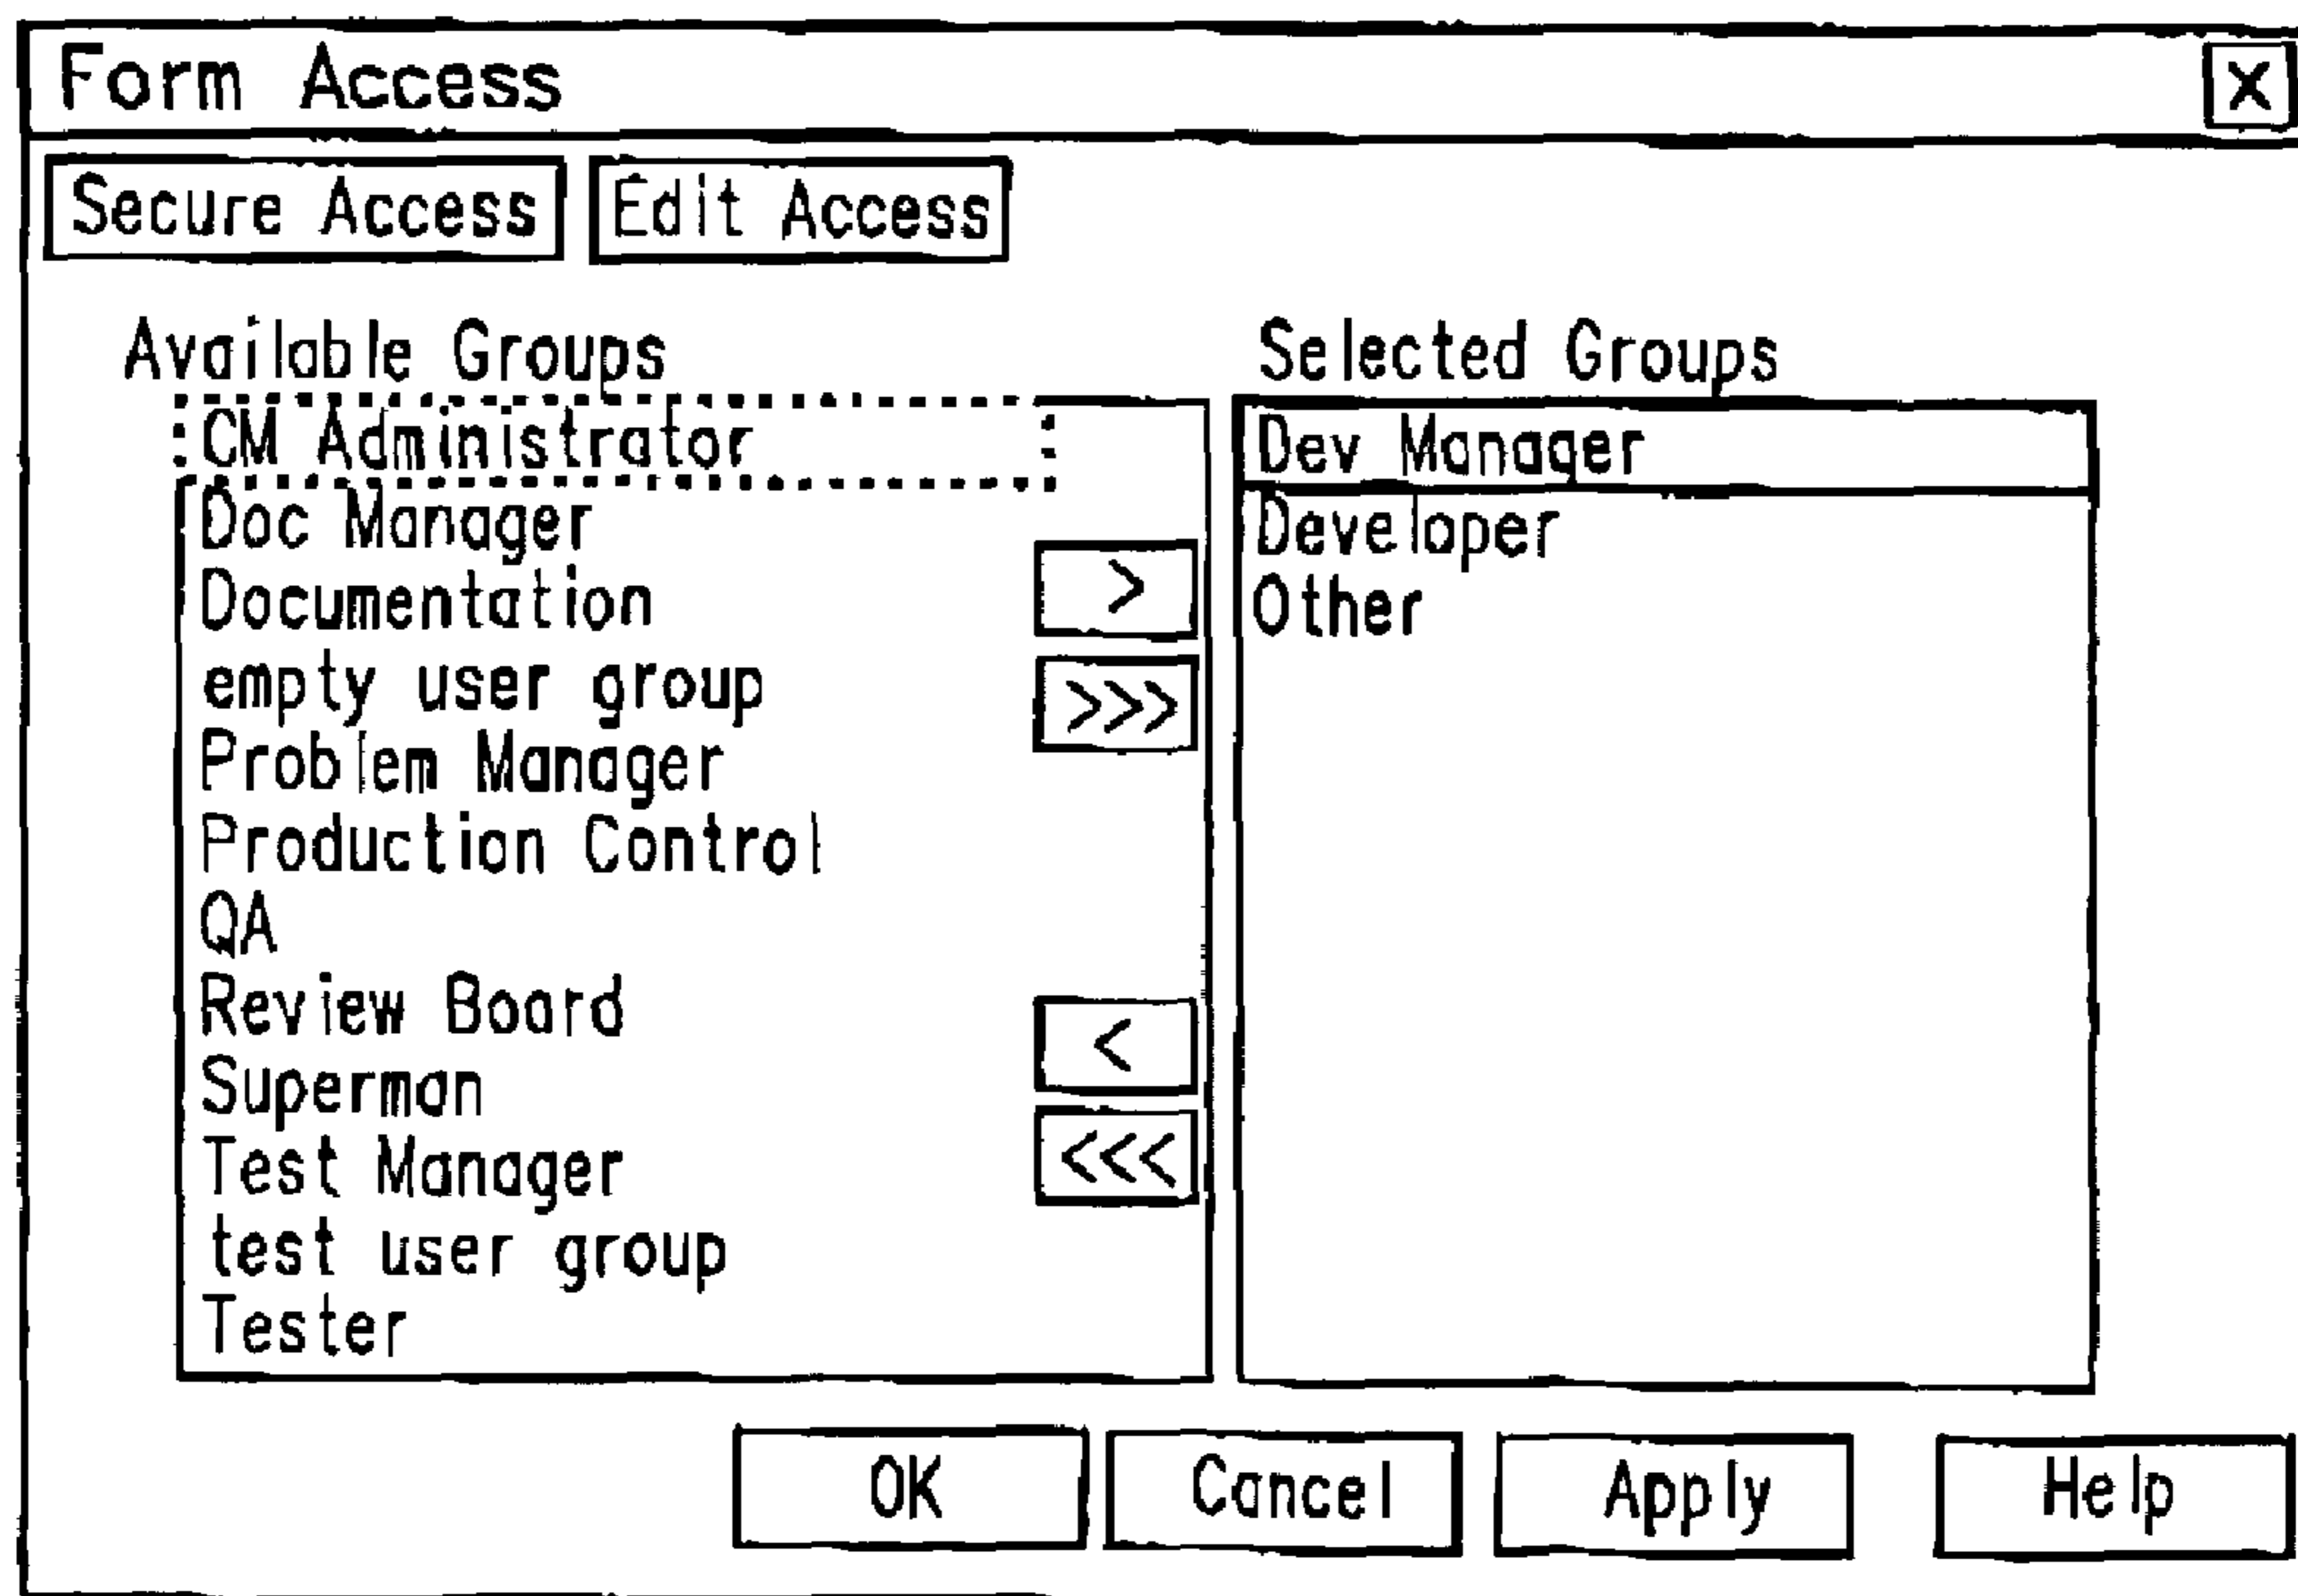 Form Access X
Secure Access Edit Access
Available Groups
CM Administrator
Doc Manager
Documentation
empty user group
Problem Manager
Production Control
QA
Review Board
Superman
Test Manager
test user group
Tester
>
>>>
<
<<<
Selected Groups
Dev Manager
Developer
Other
OK Cancel Apply Help